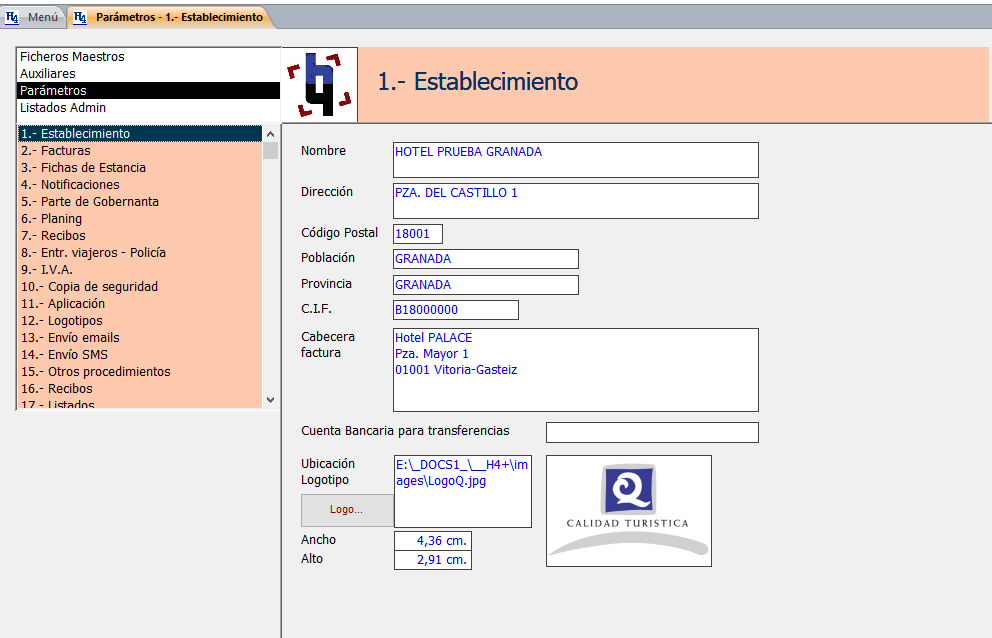 Menú
Parámetros - 1.- Establecimiento
Ficheros Maestros
Auxiliares
Parámetros
Listados Admin
1.- Establecimiento
2.- Facturas
3.- Fichas de Estancia
4.- Notificaciones
5.- Parte de Gobernanta
6.- Planing
7.- Recibos
8.- Entr. viajeros - Policía
9.- I.V.A.
10.- Copia de seguridad
11.- Aplicación
12.- Logotipos
13.- Envío emails
14.- Envío SMS
15.- Otros procedimientos
16.- Recibos
17.- Listados
1.- Establecimiento
Nombre
HOTEL PRUEBA GRANADA
Dirección
PZA. DEL CASTILLO 1
Código Postal
18001
Población
GRANADA
Provincia
GRANADA
C.I.F.
B18000000
Cabecera
factura
Hotel PALACE
Pza. Mayor 1
01001 Vitoria-Gasteiz
Cuenta Bancaria para transferencias
Ubicación
Logotipo
E:\_DOCS1_\__H4+\im
ages\LogoQ.jpg
Logo...
Ancho
4,36 cm.
Alto
2,91 cm.
Q
CALIDAD TURISTICA